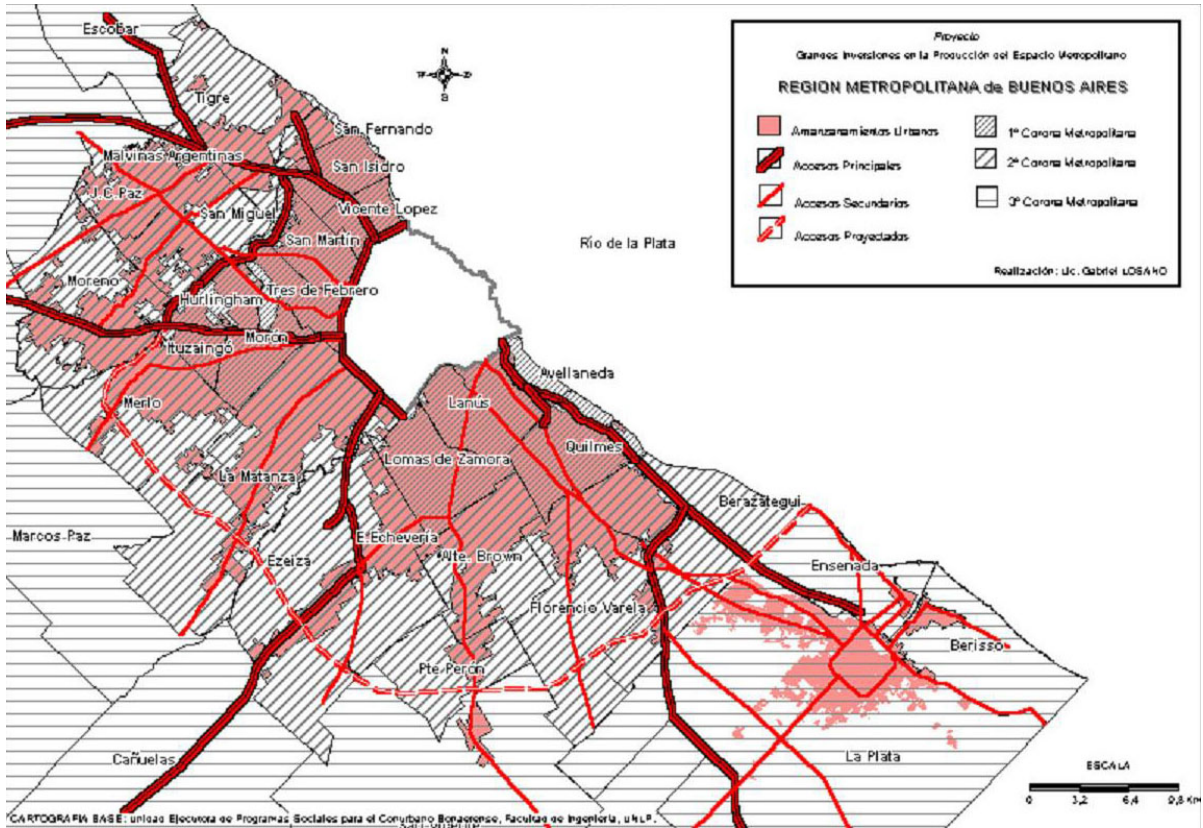 Proyecto
Grandes Inversiones en la Producción del Espacio Metropolitano
REGION METROPOLITANA de BUENOS AIRES
Amanzanamientos Urbanos
Accesos Principales
Accesos Secundarios
Accesos Proyectados
1º Corona Metropolitana
2º Corona Metropolitana
3º Corona Metropolitana
Realización: Lic. Gabriel LOSANO
N
S
Escobar
Tigre
San Fernando
Malvinas Argentinas
San Isidro
J.C.Paz
San Miguel
Vicente Lopez
San Martín
Río de la Plata
Moreno
Hurlingham
Tres de Febrero
Ituzaingó
Morón
Avellaneda
Merlo
Lanús
Quilmes
Lomas de Zamora
La Matanza
Berazategui
Marcos Paz
Ezeiza
E.Echevería
Alte. Brown
Ensenada
Florencio Varela
Berisso
Pte.Perón
Cañuelas
La Plata
ESCALA
0 3,2 6,4 9,6 Km
CARTOGRAFIA BASE: Unidad Ejecutora de Programas Sociales para el Conurbano Bonaerense, Facultad de Ingeniería, UNLP.